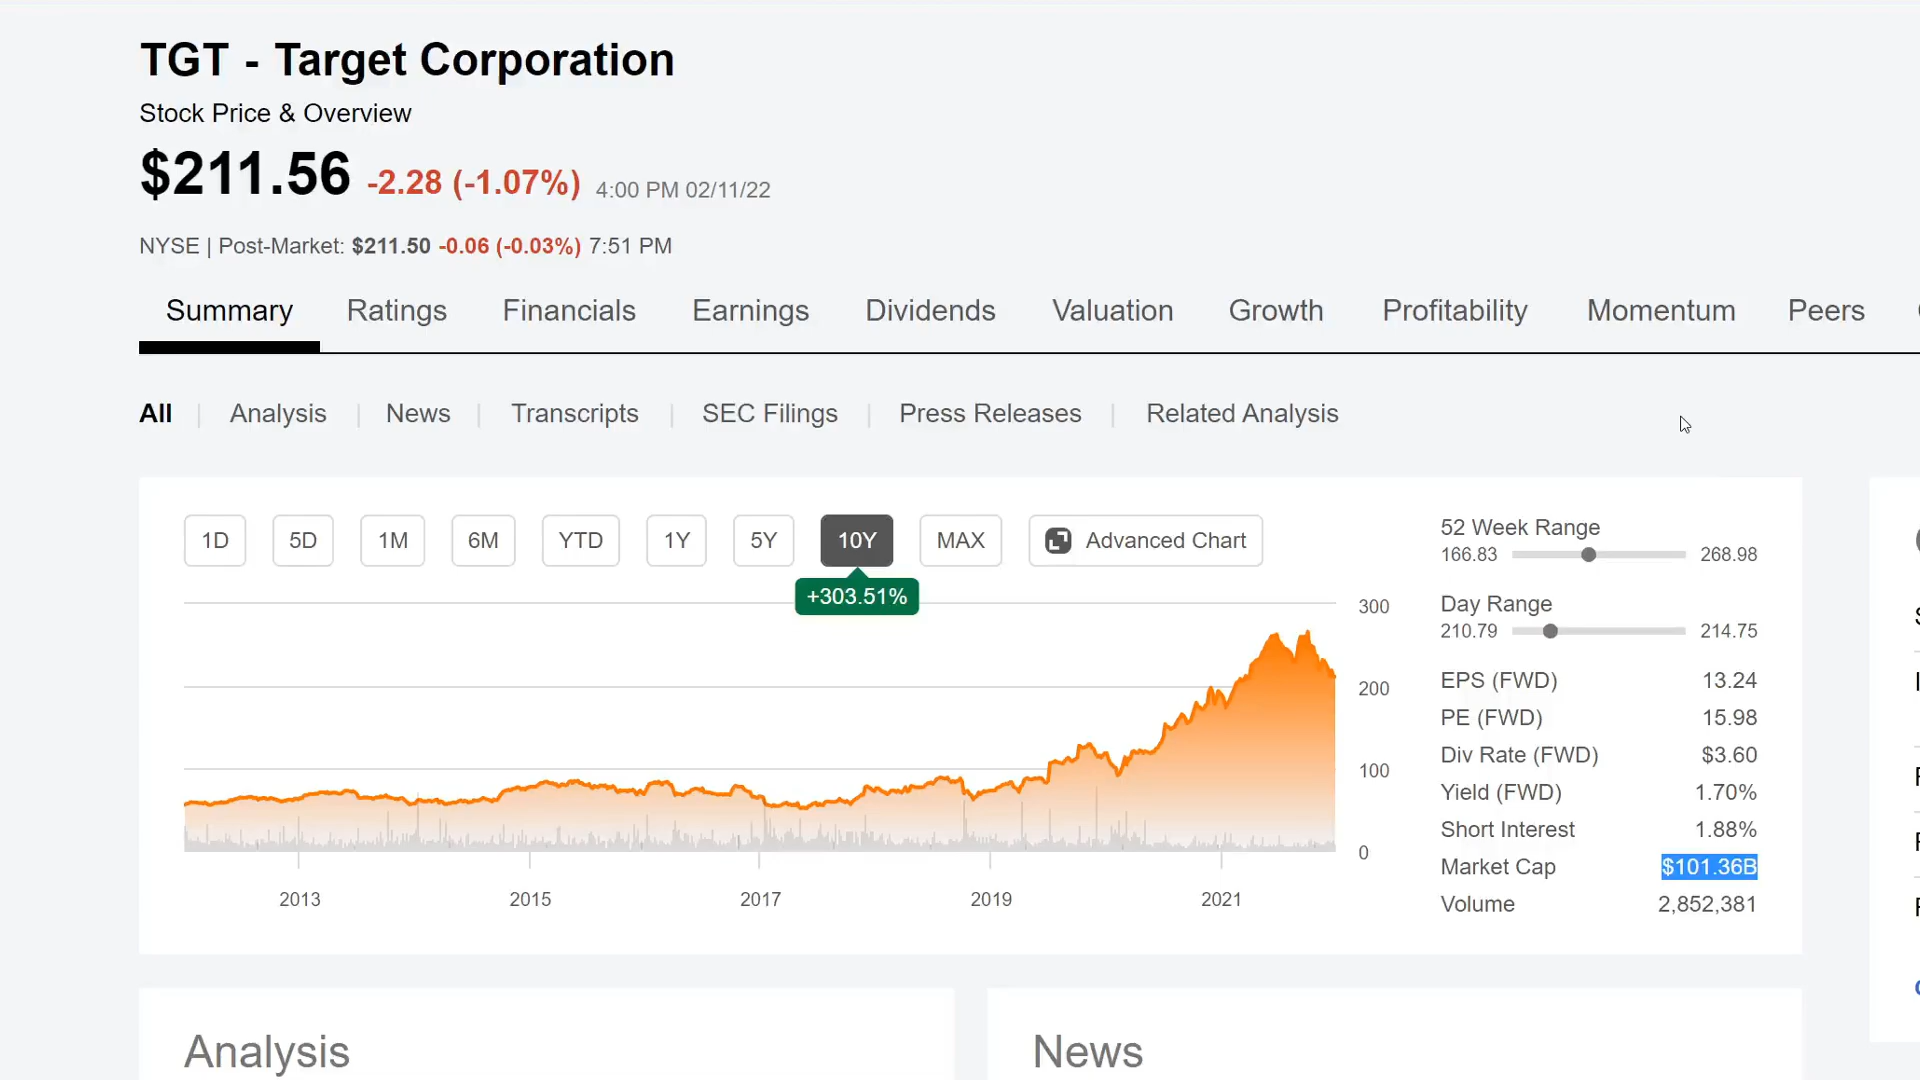 TGT - Target Corporation
Stock Price & Overview
$211.56 -2.28 (-1.07%) 4:00 PM 02/11/22
NYSE | Post-Market: $211.50 -0.06 (-0.03%) 7:51 PM
Summary Ratings Financials Earnings Dividends Valuation Growth Profitability Momentum Peers
All | Analysis | News | Transcripts | SEC Filings | Press Releases | Related Analysis
1D 5D 1M 6M YTD 1Y 5Y 10Y MAX Advanced Chart
+303.51%
300
200
100
0
2013 2015 2017 2019 2021
52 Week Range
166.83 268.98
Day Range
210.79 214.75
EPS (FWD) 13.24
PE (FWD) 15.98
Div Rate (FWD) $3.60
Yield (FWD) 1.70%
Short Interest 1.88%
Market Cap $101.36B
Volume 2,852,381
Analysis
News